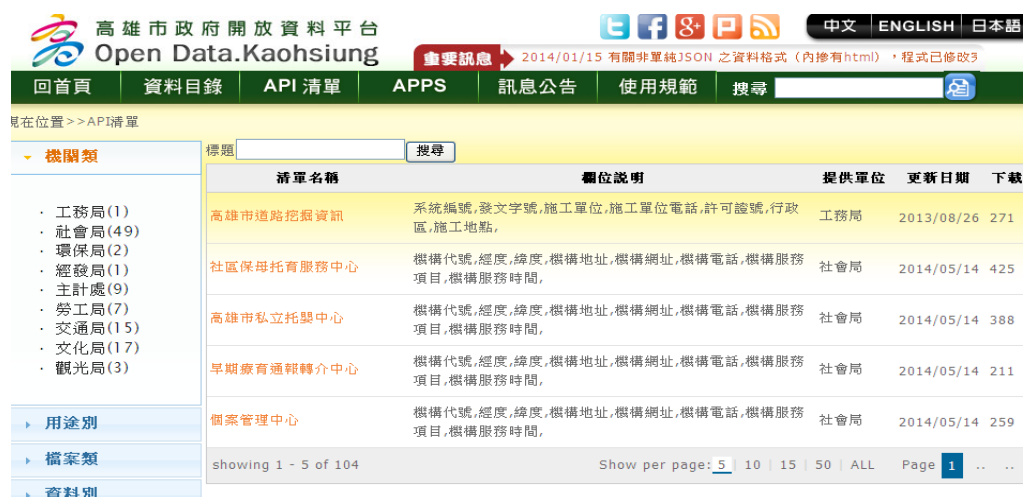 高雄市政府開放資料平台
Open Data.Kaohsiung
中文 ENGLISH 日本語
重要訊息 2014/01/15 有關非單純JSON 之資料格式 (內摻有html) ，程式已修改
回首頁 資料目錄 API 清單 APPS 訊息公告 使用規範 搜尋
現在位置>>API清單
機關類
· 工務局(1)
· 社會局(49)
· 環保局(2)
· 經發局(1)
· 主計處(9)
· 勞工局(7)
· 交通局(15)
· 文化局(17)
· 觀光局(3)
用途別
檔案類
資料別
標題 搜尋
清單名稱 欄位說明 提供單位 更新日期 下載
高雄市道路挖掘資訊 系統編號,發文字號,施工單位,施工單位電話,許可證號,行政 工務局 2013/08/26 271
區,施工地點,
社區保母托育服務中心 機構代號,經度,緯度,機構地址,機構網址,機構電話,機構服務 社會局 2014/05/14 425
項目,機構服務時間,
高雄市私立托嬰中心 機構代號,經度,緯度,機構地址,機構網址,機構電話,機構服務 社會局 2014/05/14 388
項目,機構服務時間,
早期療育通報轉介中心 機構代號,經度,緯度,機構地址,機構網址,機構電話,機構服務 社會局 2014/05/14 211
項目,機構服務時間,
個案管理中心 機構代號,經度,緯度,機構地址,機構網址,機構電話,機構服務 社會局 2014/05/14 259
項目,機構服務時間,
showing 1 - 5 of 104 Show per page: 5 | 10 | 15 | 50 | ALL Page 1 .. ..